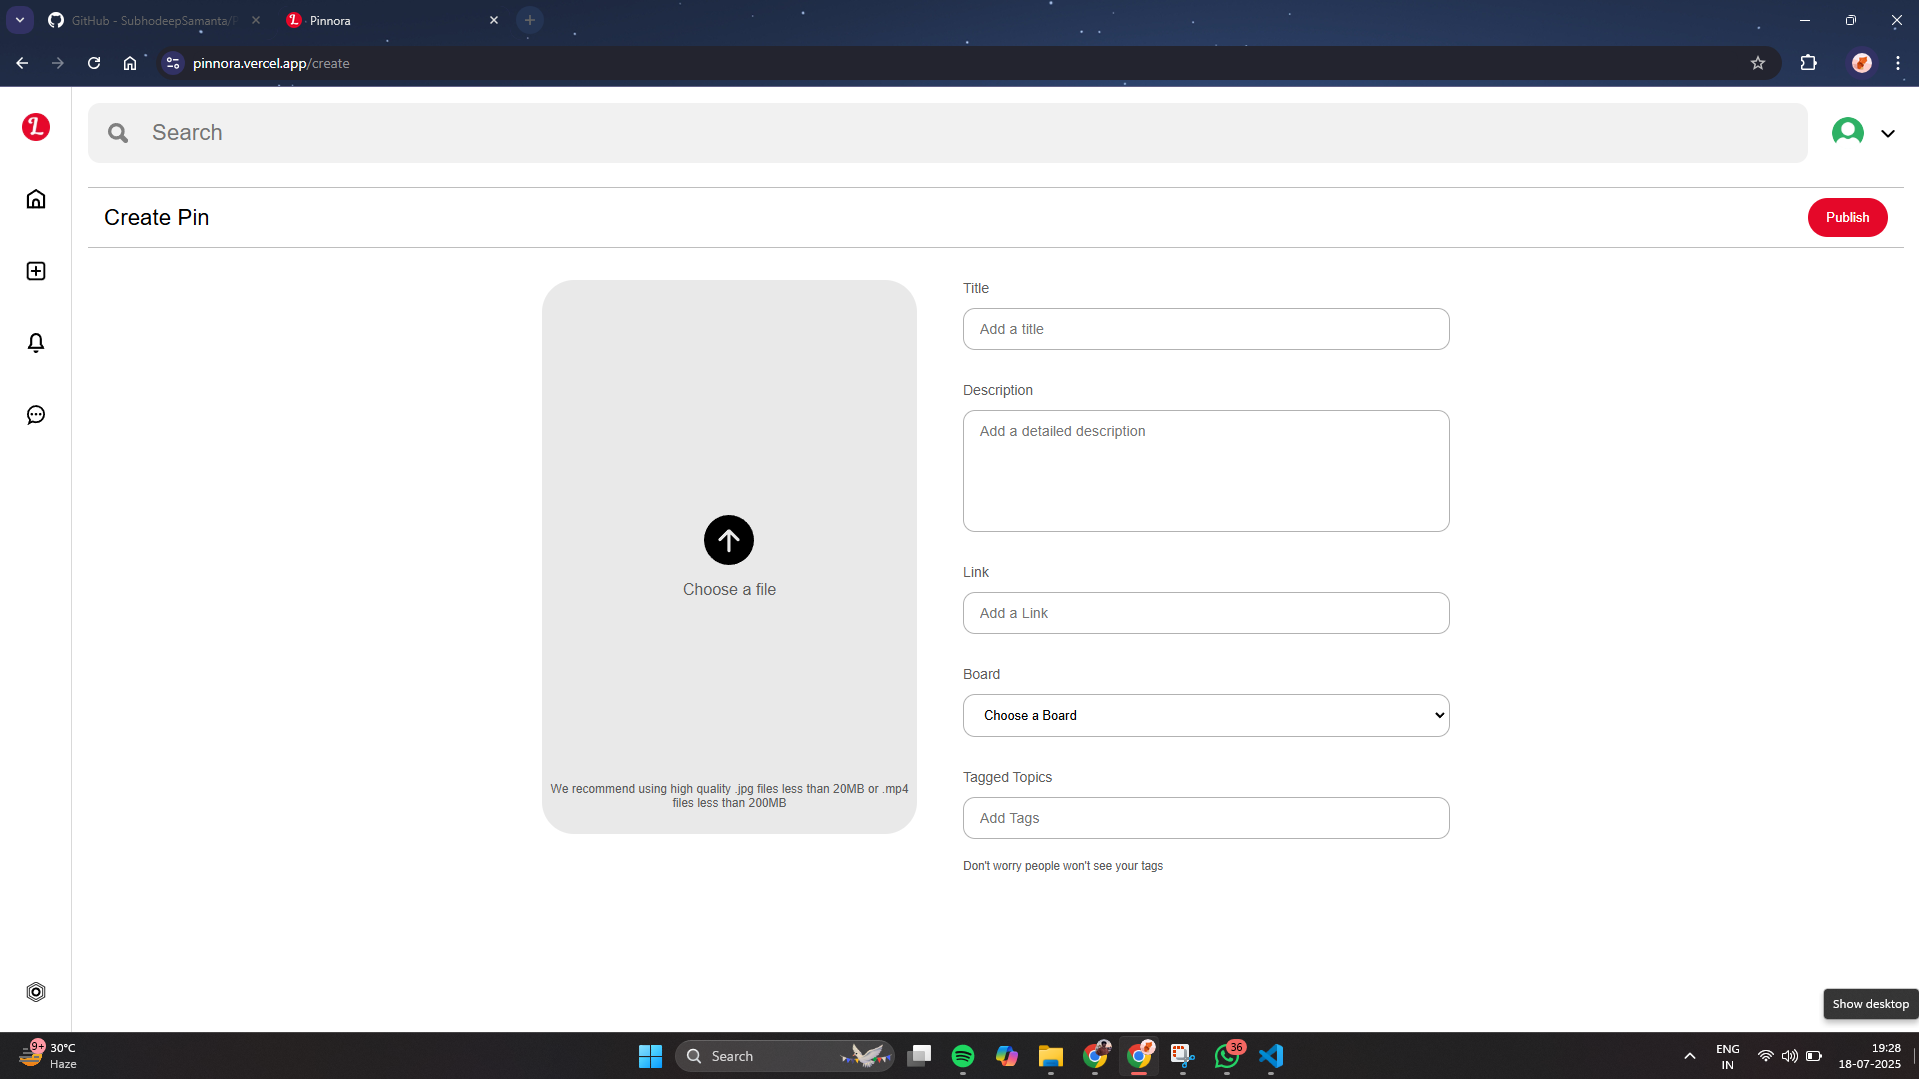 GitHub - SubhodeepSamanta/P
Pinnora
pinnora.vercel.app/create
Search
Create Pin
Publish
Title
Add a title
Description
Add a detailed description
Choose a file
Link
Add a Link
Board
Choose a Board
We recommend using high quality .jpg files less than 20MB or .mp4
files less than 200MB
Tagged Topics
Add Tags
Don't worry people won't see your tags
Show desktop
9+
30°C
Haze
Search
36
ENG
IN
19:28
18-07-2025